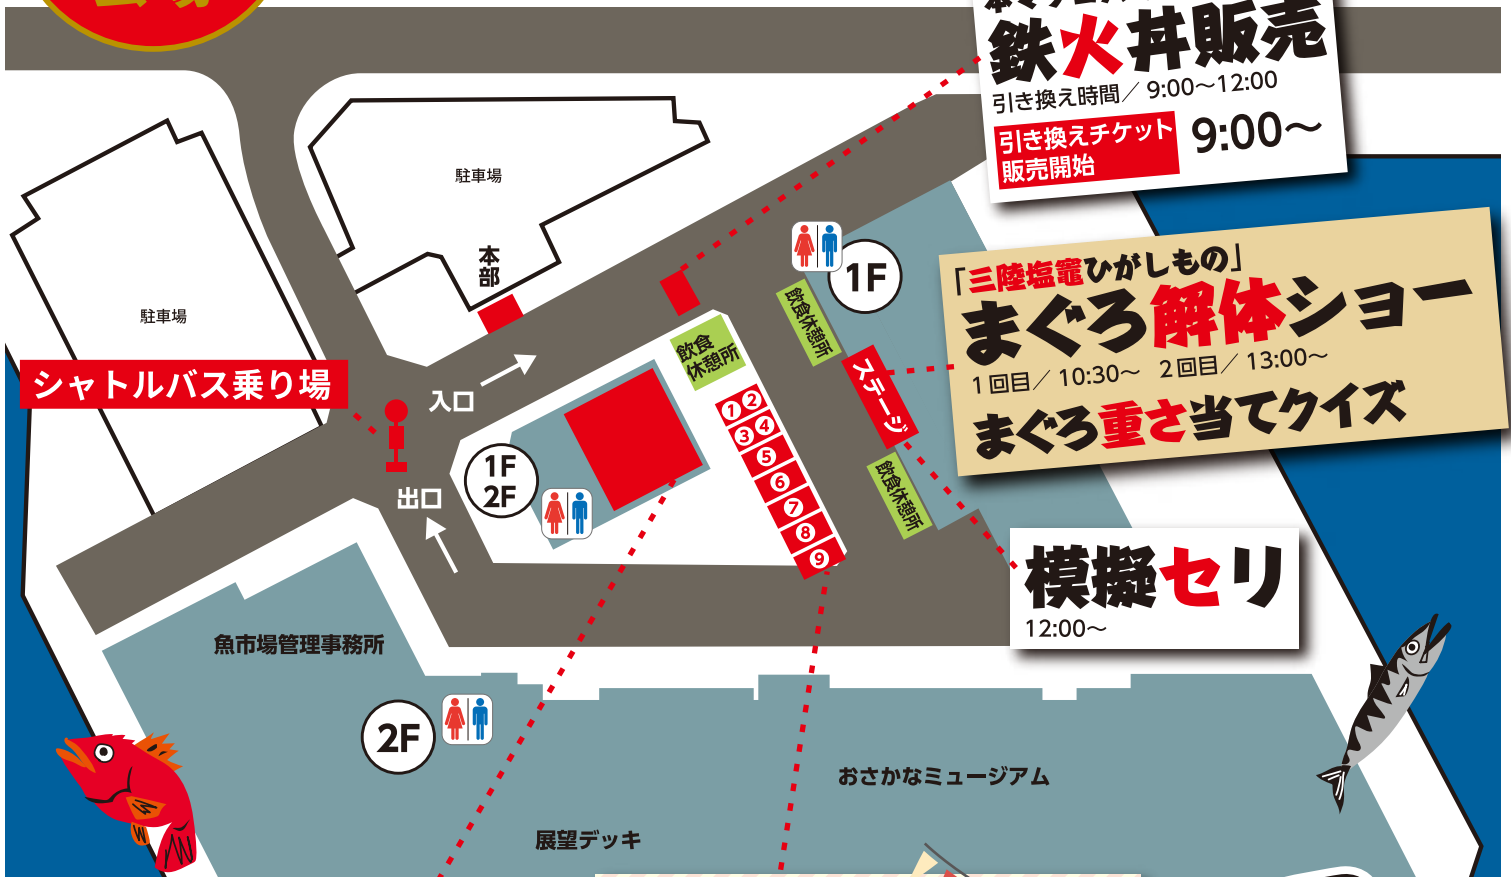 鉄火丼販売
引き換え時間／ 9:00～12:00
引き換えチケット
販売開始
9:00～
駐車場
本部
駐車場
1F
飲食休憩所
「三陸塩竈ひがしもの」
まぐろ解体ショー
1回目／ 10:30～ 2回目／ 13:00～
まぐろ重さ当てクイズ
シャトルバス乗り場
入口
飲食
休憩所
ステージ
1 2
3 4
5
6
7
8
9
1F
2F
出口
飲食休憩所
模擬セリ
12:00～
魚市場管理事務所
2F
おさかなミュージアム
展望デッキ